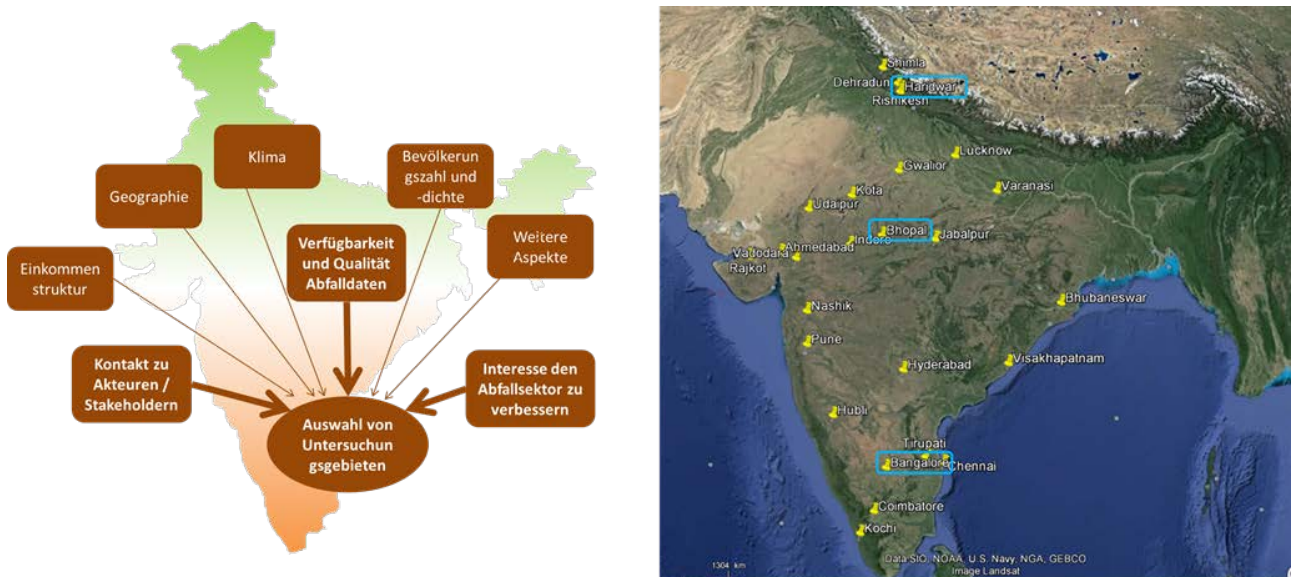 Klima
Bevölkerun
gszahl und
-dichte
Geographie
Verfügbarkeit
und Qualität
Abfalldaten
Weitere
Aspekte
Einkommen
struktur
Kontakt zu
Akteuren /
Stakeholdern
Interesse den
Abfallsektor zu
verbessern
Auswahl von
Untersuchun
gsgebieten
Shimla
Dehradun
Haridwar
Rishikesh
Lucknow
Gwalior
Varanasi
Kota
Udaipur
Bhopal
Indore
Jabalpur
Ahmedabad
Vadodara
Rajkot
Bhubaneswar
Nashik
Pune
Visakhapatnam
Hyderabad
Hubli
Tirupati
Bangalore
Chennai
Coimbatore
Kochi
Data SIO, NOAA, U.S. Navy, NGA, GEBCO
Image Landsat
1304 km